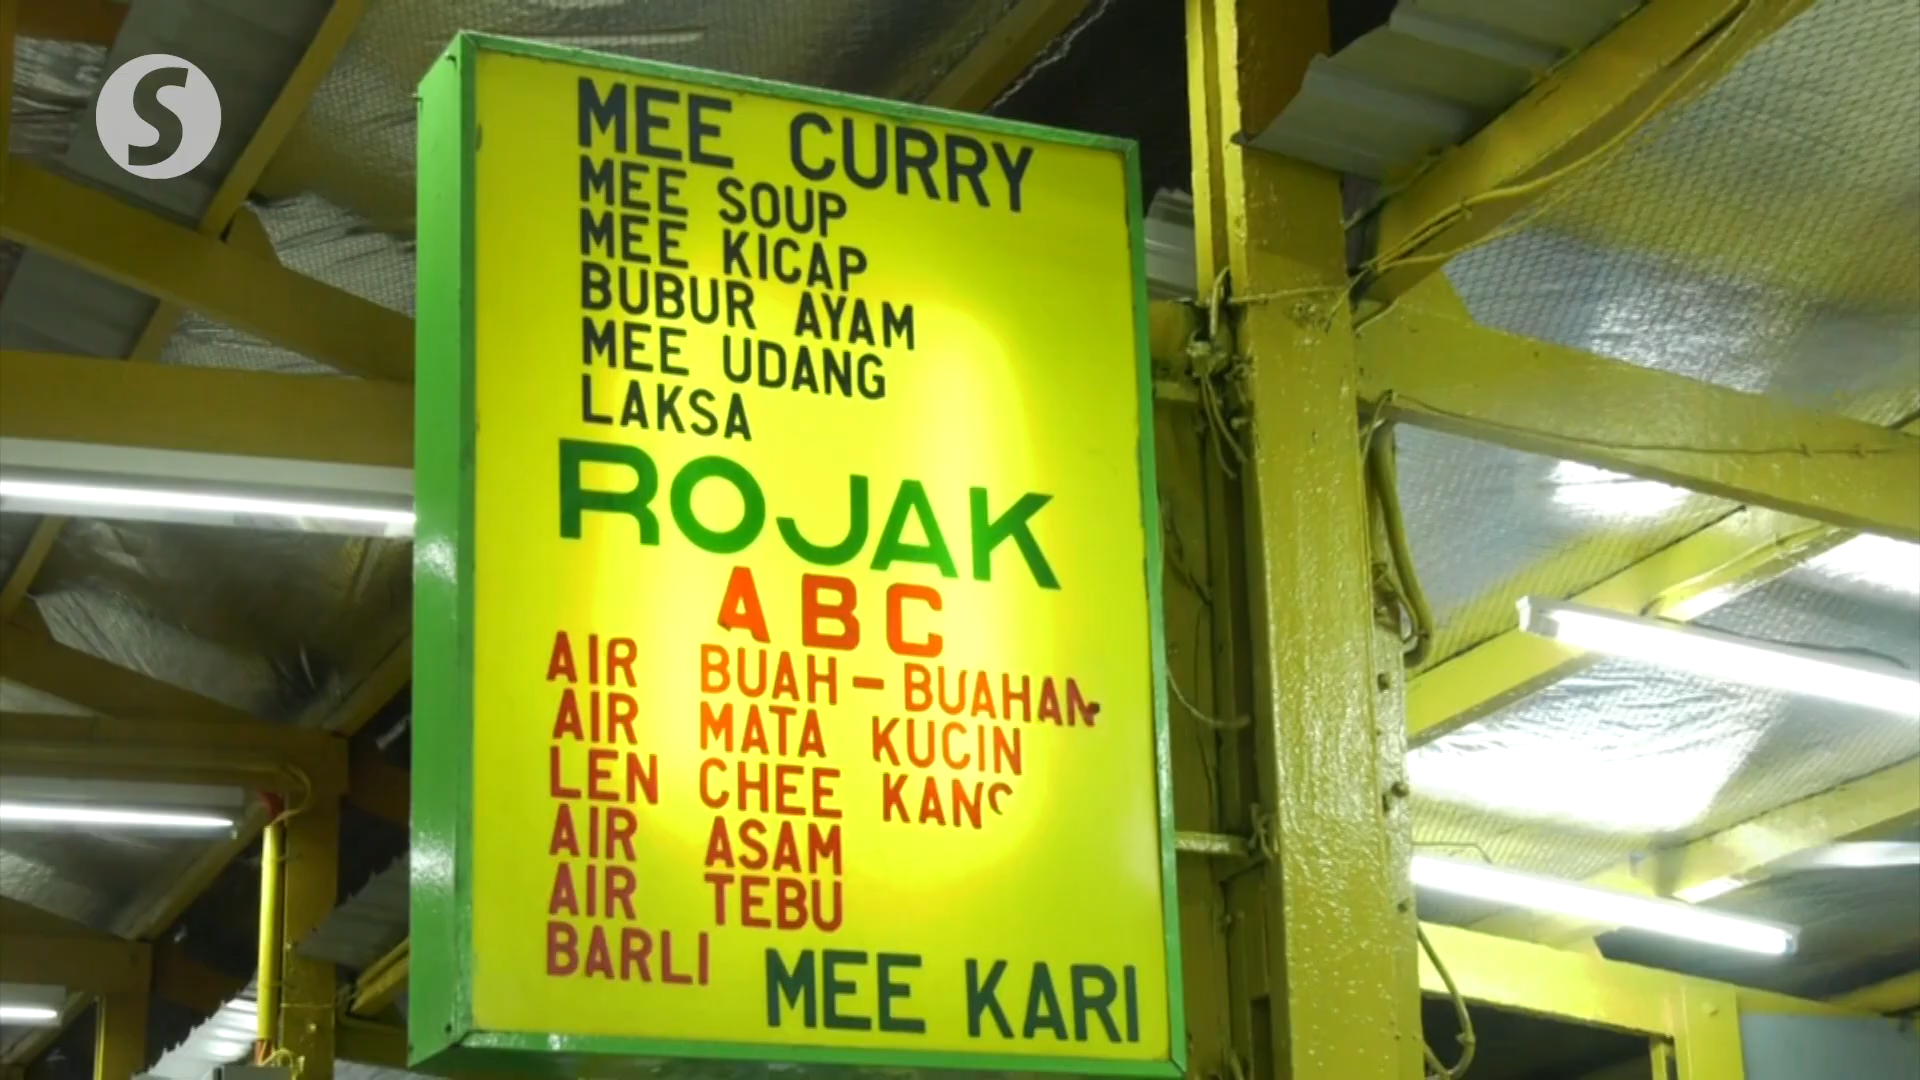 S
MEE CURRY
MEE SOUP
MEE KICAP
BUBUR AYAM
MEE UDANG
LAKSA
ROJAK
ABC
AIR BUAH-BUAHAN
AIR MATA KUCIN
LEN CHEE KANG
AIR ASAM
AIR TEBU
BARLI
MEE KARI